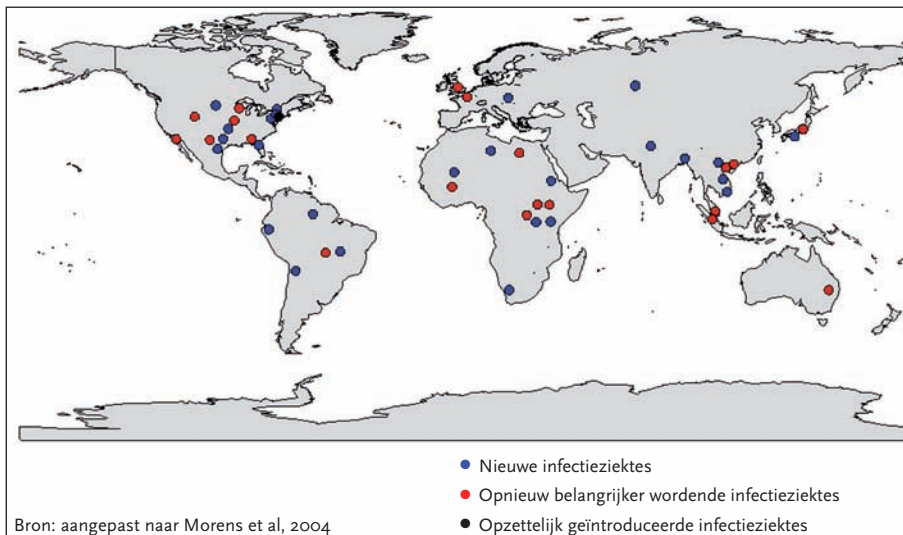 Nieuwe infectieziektes
Opnieuw belangrijker wordende infectieziektes
Bron: aangepast naar Morens et al, 2004
Opzettelijk geïntroduceerde infectieziektes